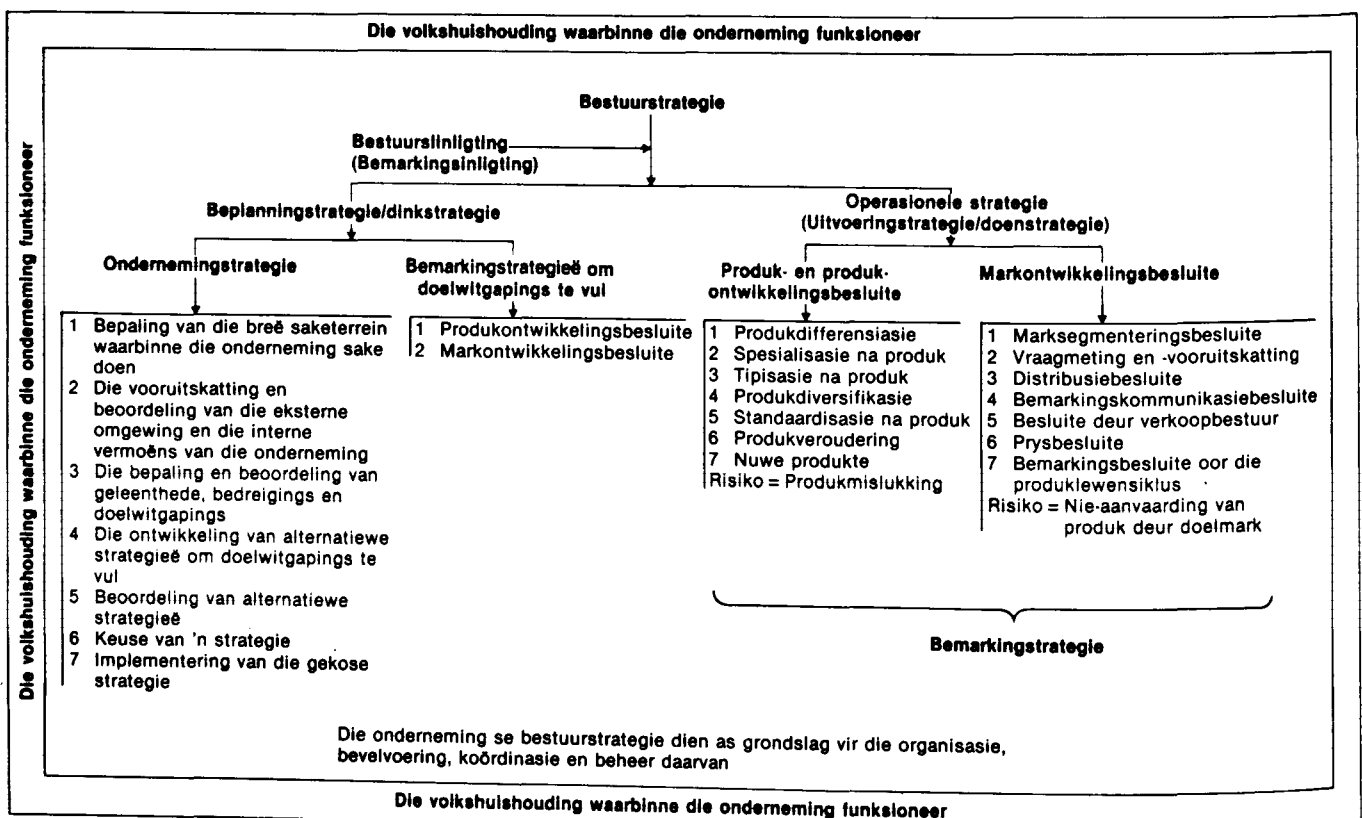 Die volkshuishouding waarbinne die onderneming funksioneer
Die volkshuishouding waarbinne die onderneming funksioneer
Bestuurstrategie
Bestuursinligting
(Bemarkingsinligting)
Beplanningstrategie/dinkstrategie
Operasionele strategie
(Uitvoeringstrategie/doenstrategie)
Ondernemingstrategie
1 Bepaling van die breë saketerrein
waarbinne die onderneming sake
doen
2 Die vooruitskatting en
beoordeling van die eksterne
omgewing en die interne
vermoëns van die onderneming
3 Die bepaling en beoordeling van
geleenthede, bedreigings en
doelwitgapings
4 Die ontwikkeling van alternatiewe
strategieë om doelwitgapings te
vul
5 Beoordeling van alternatiewe
strategieë
6 Keuse van 'n strategie
7 Implementering van die gekose
strategie
Bemarkingstrategieë om
doelwitgapings te vul
1 Produkontwikkelingsbesluite
2 Markontwikkelingsbesluite
Produk- en produk-
ontwikkelingsbesluite
1 Produkdifferensiasie
2 Spesialisasie na produk
3 Tipisasie na produk
4 Produkdiversifikasie
5 Standaardisasie na produk
6 Produkveroudering
7 Nuwe produkte
Risiko = Produkmislukking
Markontwikkelingsbesluite
1 Marksegmenteringsbesluite
2 Vraagmeting en -vooruitskatting
3 Distribusiebesluite
4 Bemarkingskommunikasiebesluite
5 Besluite deur verkoopbestuur
6 Prysbesluite
7 Bemarkingsbesluite oor die
produklewensiklus
Risiko = Nie-aanvaarding van
produk deur doelmark
Bemarkingstrategie
Die onderneming se bestuurstrategie dien as grondslag vir die organisasie,
bevelvoering, koördinasie en beheer daarvan
Die volkshuishouding waarbinne die onderneming funksioneer